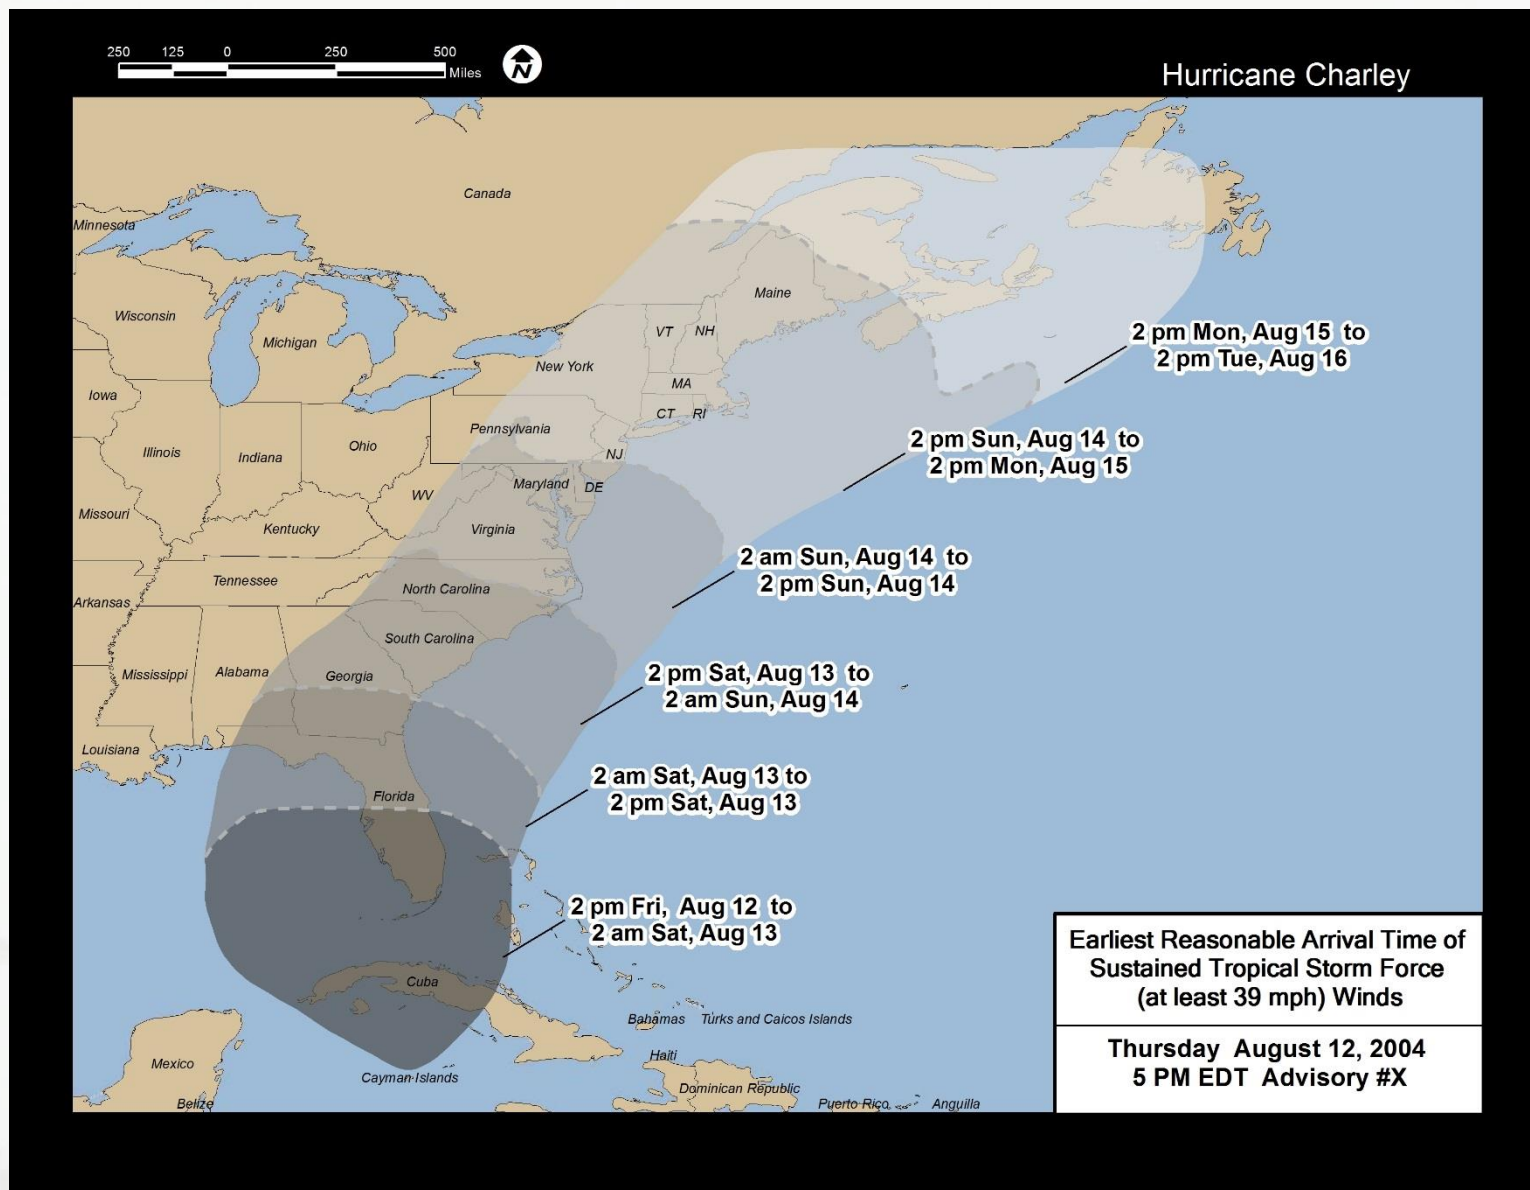 250 125 0 250 500
Miles
N
Hurricane Charley
Canada
Minnesota
Wisconsin
Michigan
Maine
VT NH
New York
MA
CT RI
Iowa
Pennsylvania
NJ
Illinois
Indiana
Ohio
Maryland
DE
WV
Missouri
Kentucky
Virginia
Tennessee
North Carolina
Arkansas
South Carolina
Mississippi
Alabama
Georgia
Louisiana
Florida
Cuba
Bahamas
Turks and Caicos Islands
Mexico
Haiti
Cayman Islands
Dominican Republic
Belize
Puerto Rico
Anguilla
2 pm Mon, Aug 15 to
2 pm Tue, Aug 16
2 pm Sun, Aug 14 to
2 pm Mon, Aug 15
2 am Sun, Aug 14 to
2 pm Sun, Aug 14
2 pm Sat, Aug 13 to
2 am Sun, Aug 14
2 am Sat, Aug 13 to
2 pm Sat, Aug 13
2 pm Fri, Aug 12 to
2 am Sat, Aug 13
Earliest Reasonable Arrival Time of
Sustained Tropical Storm Force
(at least 39 mph) Winds
Thursday August 12, 2004
5 PM EDT Advisory #X